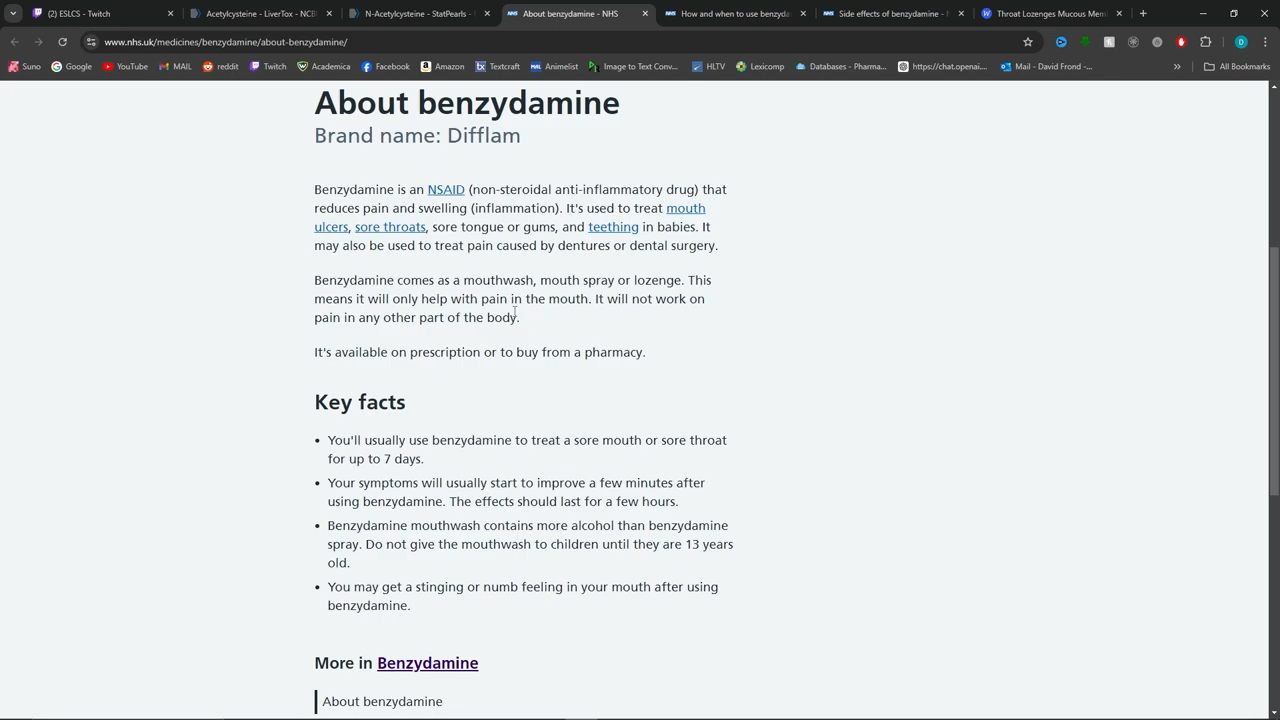 (2) ESLCS - Twitch
Acetylcysteine - LiverTox - NCBI
N-Acetylcysteine - StatPearls -
About benzydamine - NHS
How and when to use benzyda
Side effects of benzydamine -
Throat Lozenges Mucous Mem
www.nhs.uk/medicines/benzydamine/about-benzydamine/
D
Suno Google YouTube MAIL reddit Twitch Academica Facebook Amazon Textcraft Animelist Image to Text Conv... HLTV Lexicomp Databases - Pharma... https://chat.openai.... Mail - David Frond -... » All Bookmarks
About benzydamine
Brand name: Difflam
Benzydamine is an NSAID (non-steroidal anti-inflammatory drug) that
reduces pain and swelling (inflammation). It's used to treat mouth
ulcers, sore throats, sore tongue or gums, and teething in babies. It
may also be used to treat pain caused by dentures or dental surgery.
Benzydamine comes as a mouthwash, mouth spray or lozenge. This
means it will only help with pain in the mouth. It will not work on
pain in any other part of the body.
It's available on prescription or to buy from a pharmacy.
Key facts
• You'll usually use benzydamine to treat a sore mouth or sore throat
for up to 7 days.
• Your symptoms will usually start to improve a few minutes after
using benzydamine. The effects should last for a few hours.
• Benzydamine mouthwash contains more alcohol than benzydamine
spray. Do not give the mouthwash to children until they are 13 years
old.
• You may get a stinging or numb feeling in your mouth after using
benzydamine.
More in Benzydamine
About benzydamine